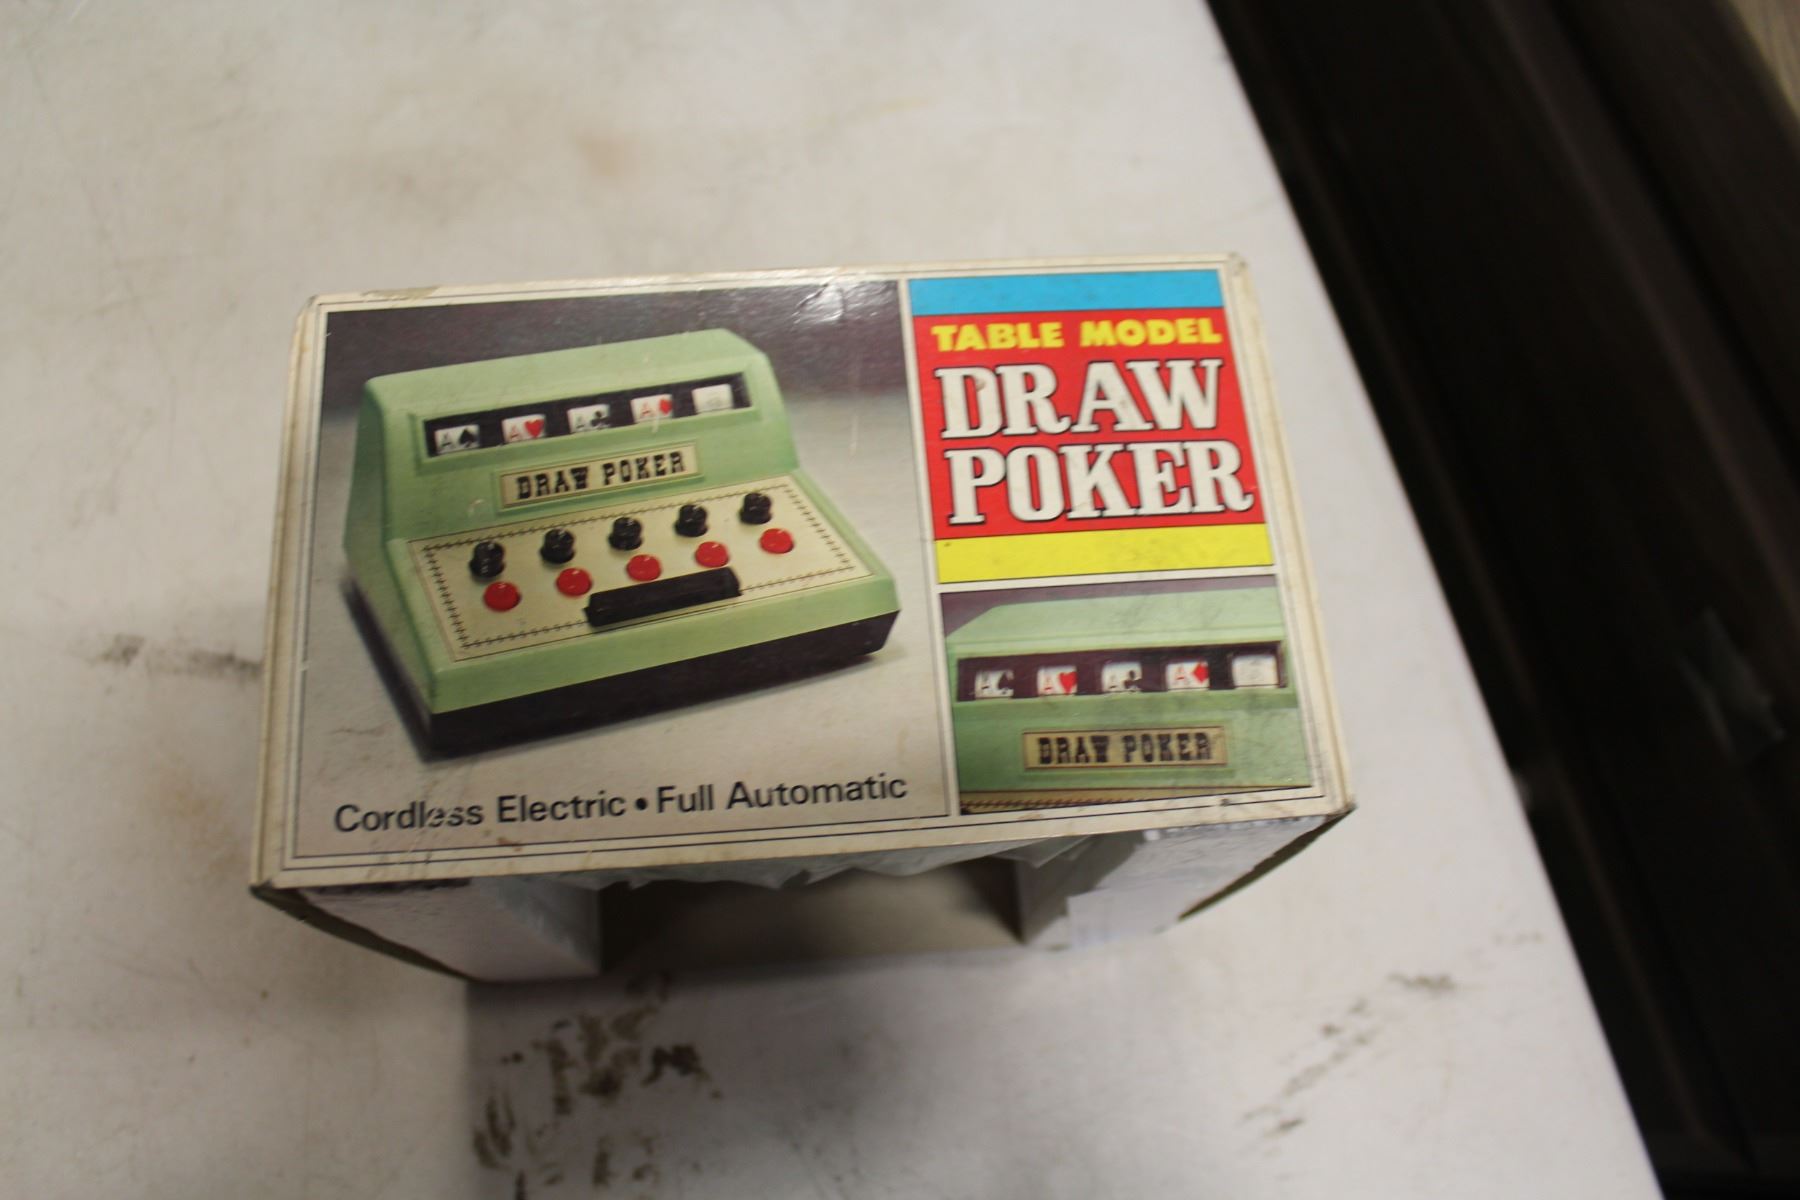 A A A A
DRAW POKER
Cordless Electric • Full Automatic
TABLE MODEL
DRAW
POKER
A A A A
DRAW POKER